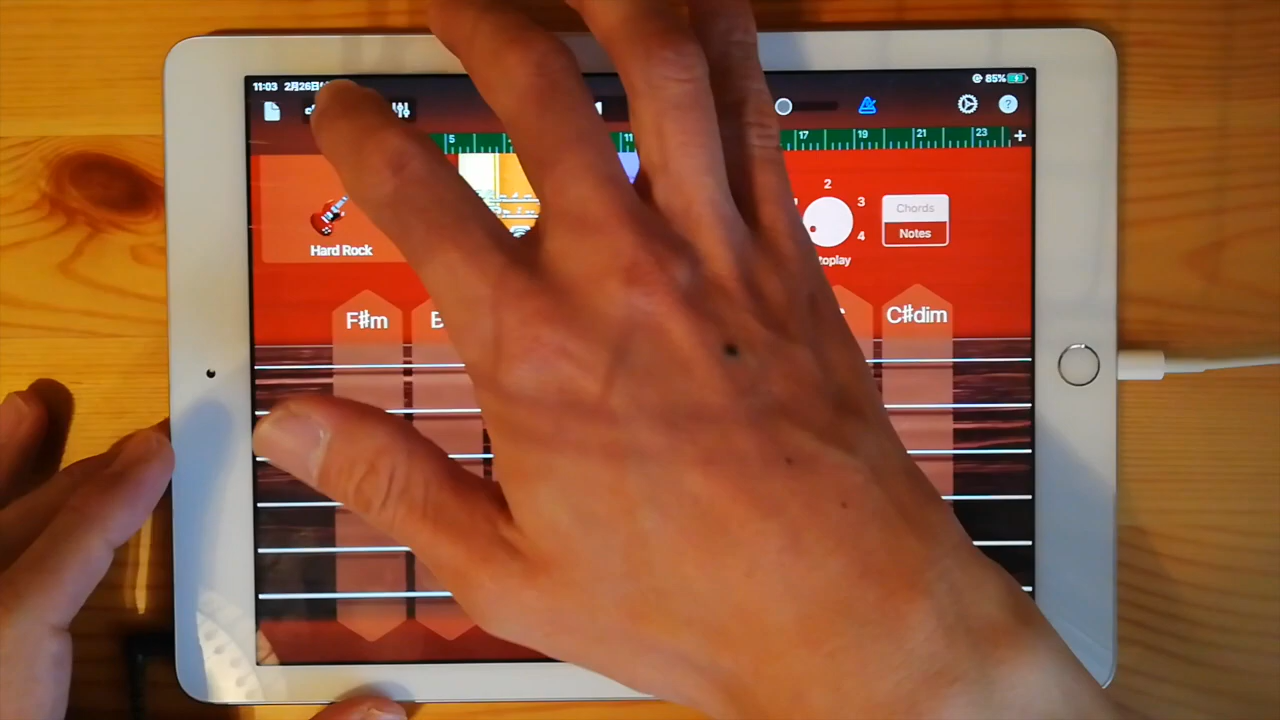 11:03 2月26日
85%
5
11
17
19
21
23
+
?
2
3
4
Chords
Notes
Hard Rock
toplay
F#m
C#dim